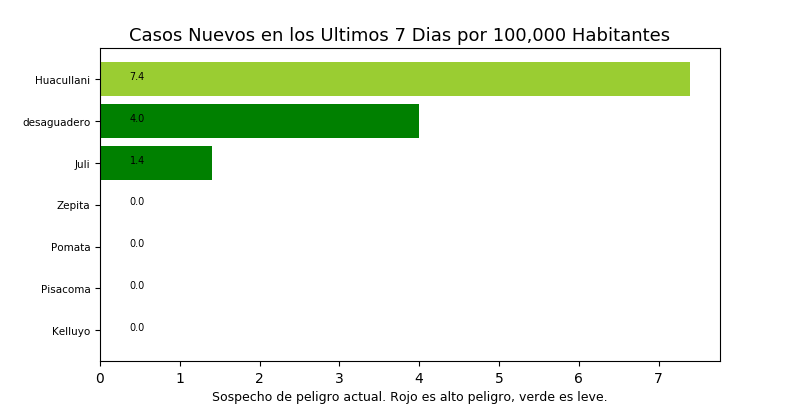 Casos Nuevos en los Ultimos 7 Dias por 100,000 Habitantes
Huacullani 7.4
desaguadero 4.0
Juli 1.4
Zepita 0.0
Pomata 0.0
Pisacoma 0.0
Kelluyo 0.0
0 1 2 3 4 5 6 7
Sospecho de peligro actual. Rojo es alto peligro, verde es leve.